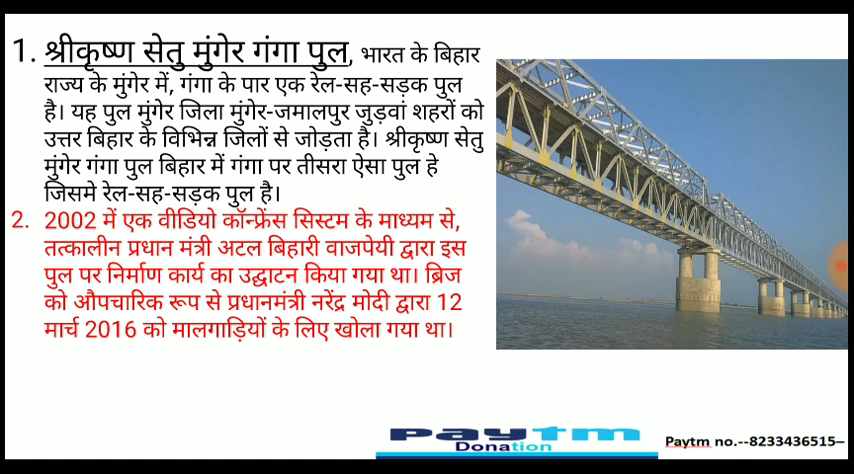 1. श्रीकृष्ण सेतु मुंगेर गंगा पुल, भारत के बिहार
राज्य के मुंगेर में, गंगा के पार एक रेल-सह-सड़क पुल
है। यह पुल मुंगेर जिला मुंगेर-जमालपुर जुड़वां शहरों को
उत्तर बिहार के विभिन्न जिलों से जोड़ता है। श्रीकृष्ण सेतु
मुंगेर गंगा पुल बिहार में गंगा पर तीसरा ऐसा पुल हे
जिसमे रेल-सह-सड़क पुल है।
2. 2002 में एक वीडियो कॉन्फ्रेंस सिस्टम के माध्यम से,
तत्कालीन प्रधान मंत्री अटल बिहारी वाजपेयी द्वारा इस
पुल पर निर्माण कार्य का उद्घाटन किया गया था। ब्रिज
को औपचारिक रूप से प्रधानमंत्री नरेंद्र मोदी द्वारा 12
मार्च 2016 को मालगाड़ियों के लिए खोला गया था।
paytm
Donation
Paytm no.--8233436515–